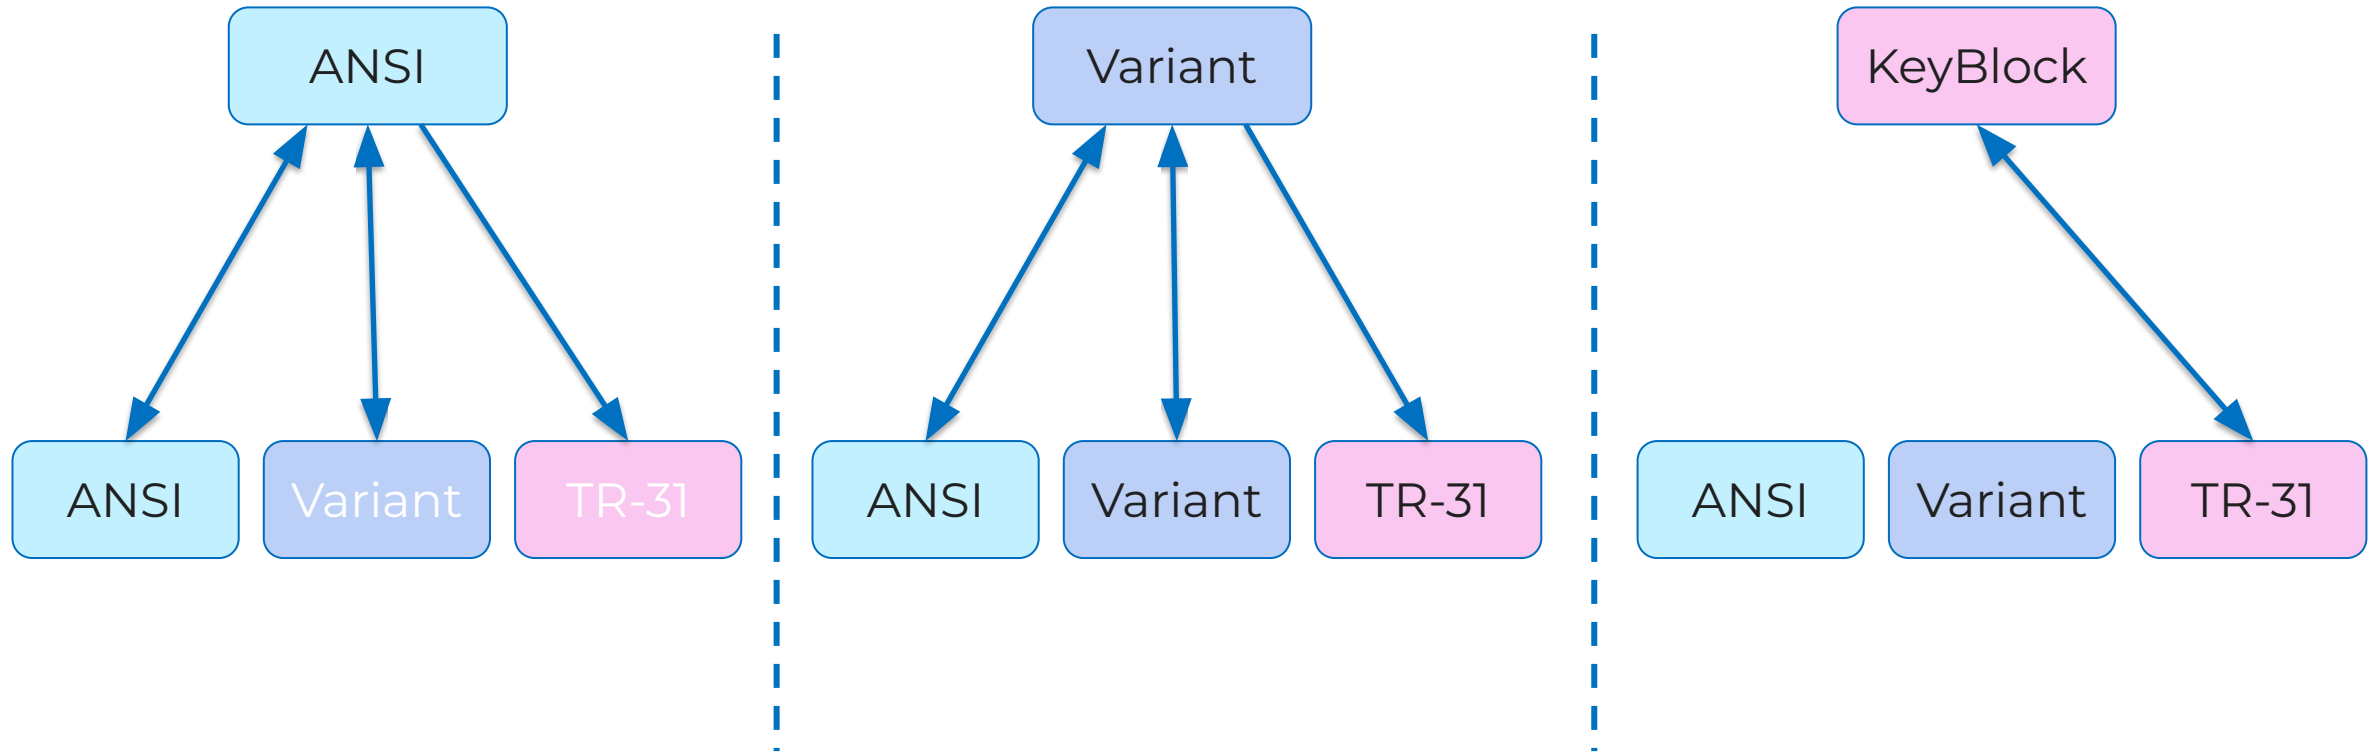 ANSI
Variant
KeyBlock
ANSI
Variant
TR-31
ANSI
Variant
TR-31
ANSI
Variant
TR-31